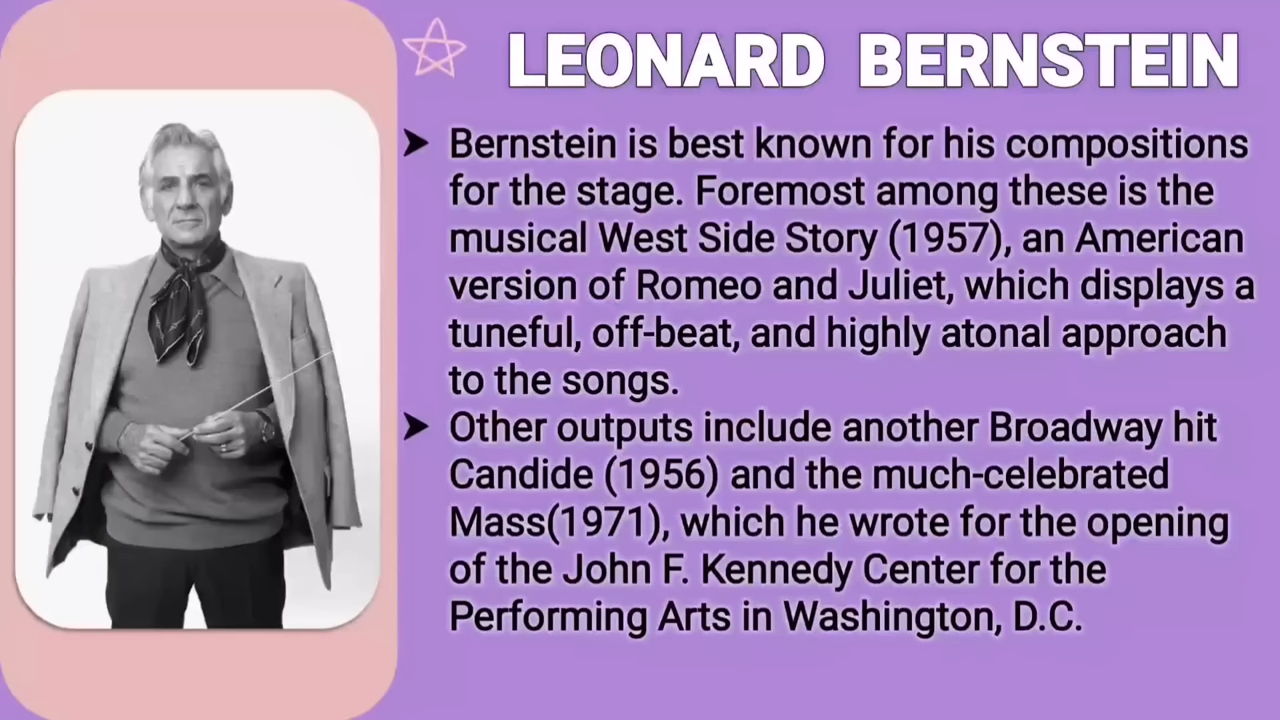 LEONARD BERNSTEIN
Bernstein is best known for his compositions
for the stage. Foremost among these is the
musical West Side Story (1957), an American
version of Romeo and Juliet, which displays a
tuneful, off-beat, and highly atonal approach
to the songs.
Other outputs include another Broadway hit
Candide (1956) and the much-celebrated
Mass(1971), which he wrote for the opening
of the John F. Kennedy Center for the
Performing Arts in Washington, D.C.